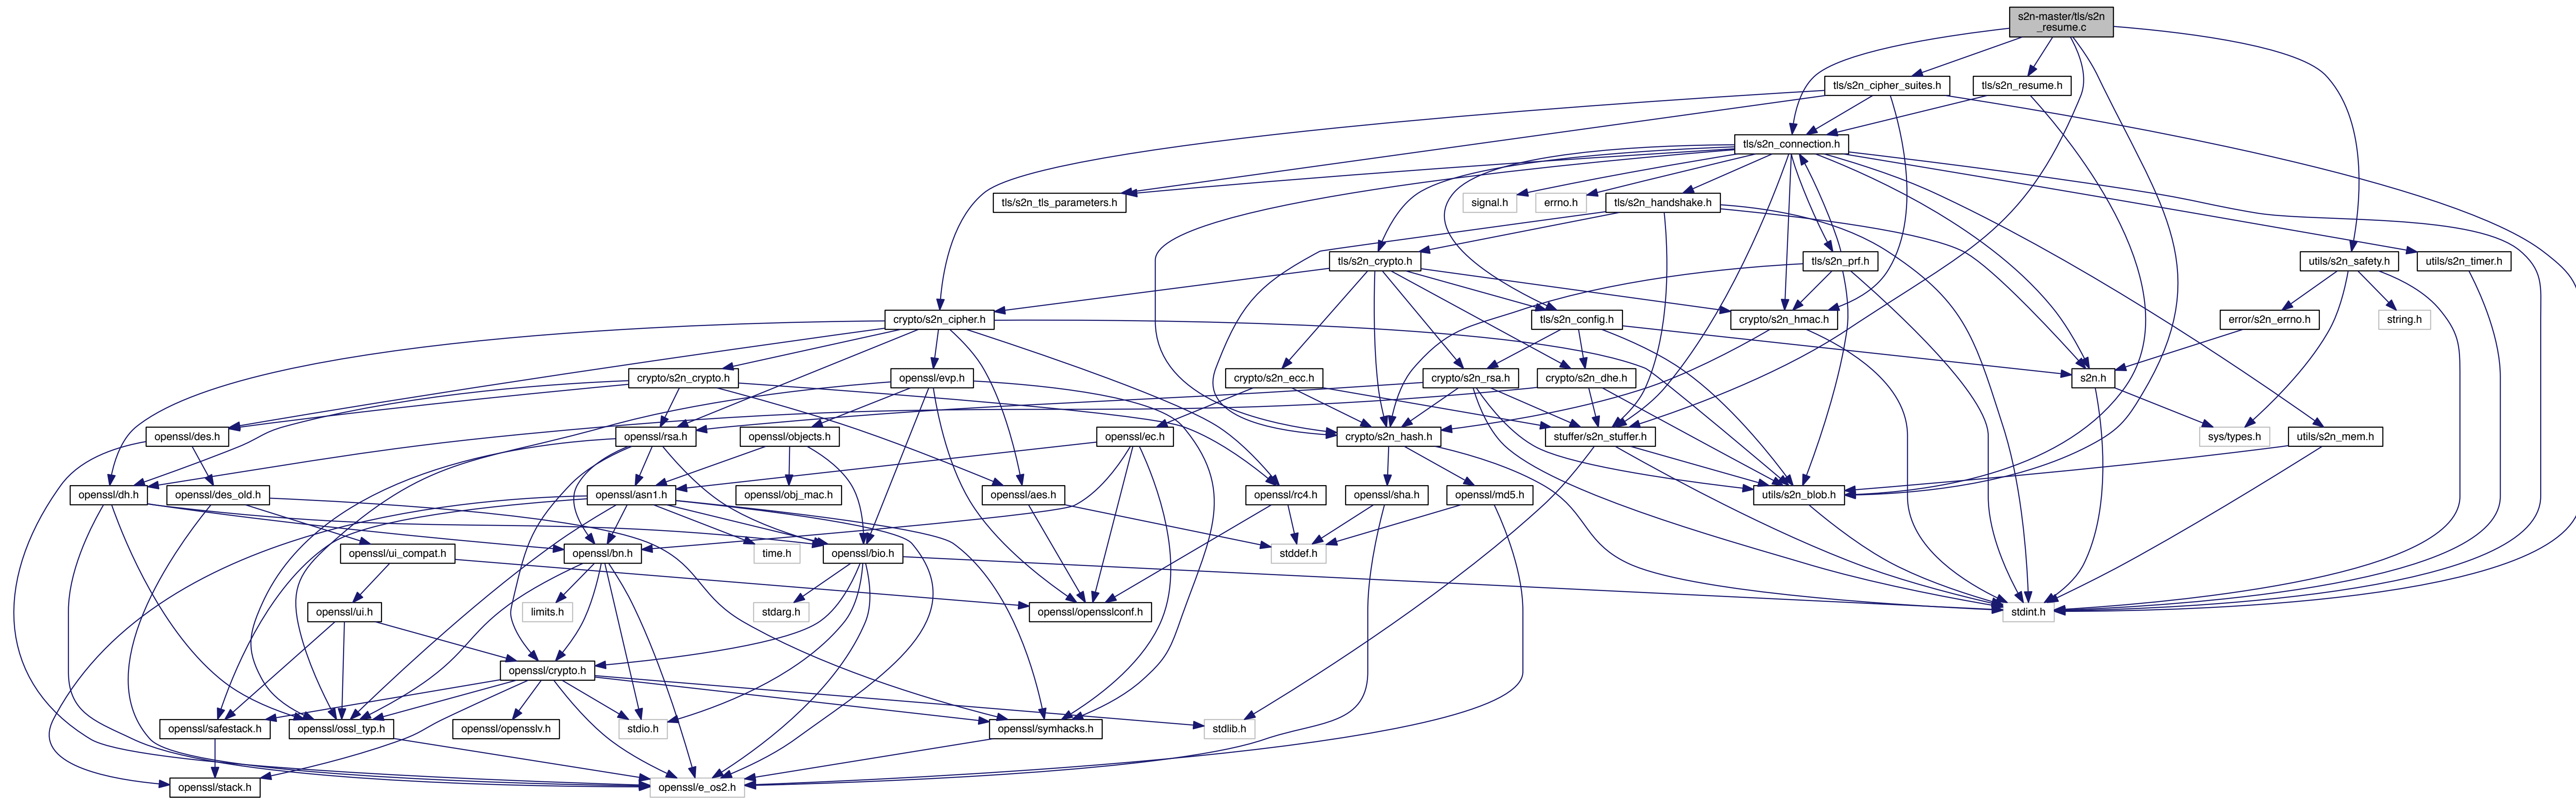 s2n-master/tls/s2n
_resume.c
tls/s2n_cipher_suites.h
tls/s2n_resume.h
tls/s2n_connection.h
tls/s2n_tls_parameters.h
signal.h
errno.h
tls/s2n_handshake.h
tls/s2n_crypto.h
tls/s2n_prf.h
utils/s2n_safety.h
utils/s2n_timer.h
crypto/s2n_cipher.h
tls/s2n_config.h
crypto/s2n_hmac.h
error/s2n_errno.h
string.h
crypto/s2n_crypto.h
openssl/evp.h
crypto/s2n_ecc.h
crypto/s2n_rsa.h
crypto/s2n_dhe.h
s2n.h
openssl/des.h
openssl/rsa.h
openssl/objects.h
openssl/ec.h
crypto/s2n_hash.h
stuffer/s2n_stuffer.h
sys/types.h
utils/s2n_mem.h
openssl/dh.h
openssl/des_old.h
openssl/asn1.h
openssl/obj_mac.h
openssl/aes.h
openssl/rc4.h
openssl/sha.h
openssl/md5.h
utils/s2n_blob.h
openssl/ui_compat.h
openssl/bn.h
time.h
openssl/bio.h
stddef.h
openssl/ui.h
limits.h
stdarg.h
openssl/opensslconf.h
stdint.h
openssl/crypto.h
openssl/safestack.h
openssl/ossl_typ.h
openssl/opensslv.h
stdio.h
openssl/symhacks.h
stdlib.h
openssl/stack.h
openssl/e_os2.h